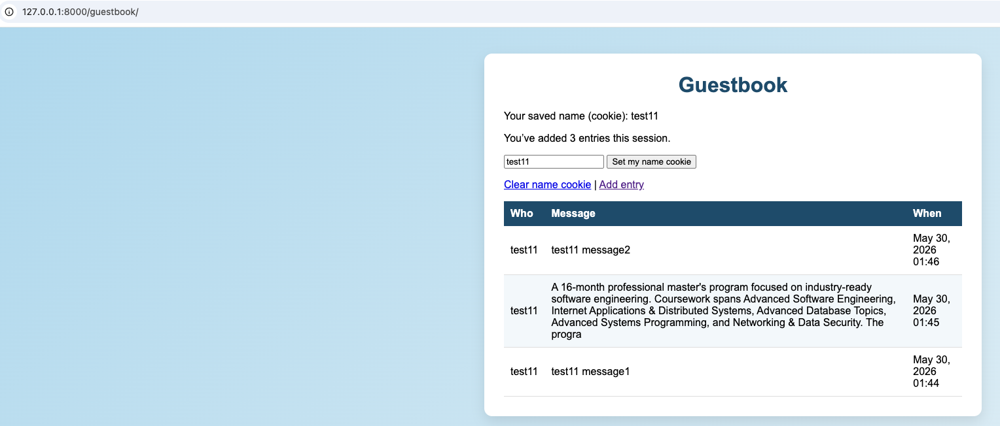 127.0.0.1:8000/guestbook/
Guestbook
Your saved name (cookie): test11
You’ve added 3 entries this session.
test11 Set my name cookie
Clear name cookie | Add entry
Who Message When
test11 test11 message2 May 30,
2026
01:46
A 16-month professional master's program focused on industry-ready
software engineering. Coursework spans Advanced Software Engineering,
test11 Internet Applications & Distributed Systems, Advanced Database Topics,
Advanced Systems Programming, and Networking & Data Security. The
progra
May 30,
2026
01:45
test11 test11 message1 May 30,
2026
01:44